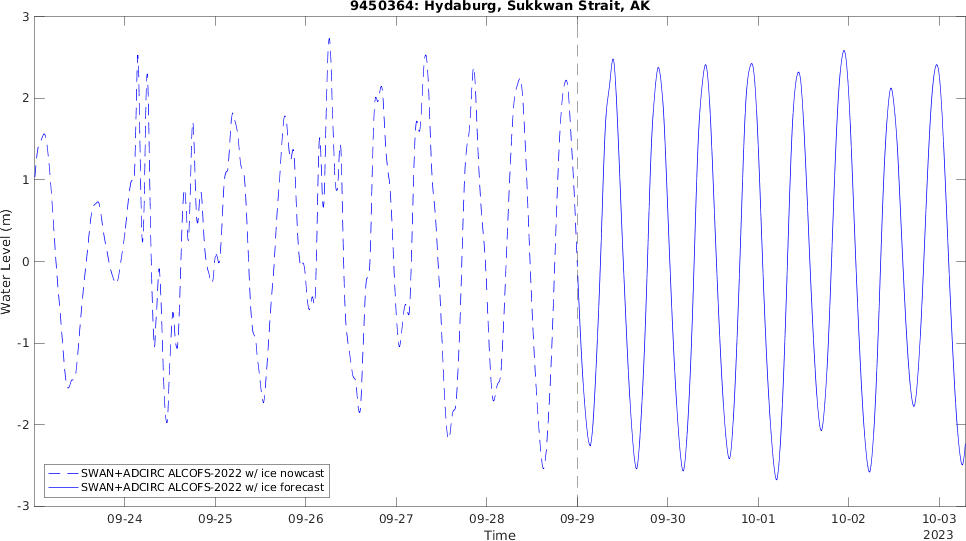 9450364: Hydaburg, Sukkwan Strait, AK
3
2
1
0
-1
-2
-3
Water Level (m)
SWAN+ADCIRC ALCOFS-2022 w/ ice nowcast
SWAN+ADCIRC ALCOFS-2022 w/ ice forecast
09-24 09-25 09-26 09-27 09-28 09-29 09-30 10-01 10-02 10-03
Time 2023